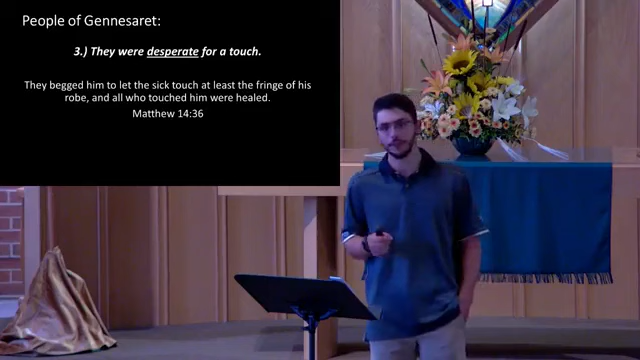 People of Gennesaret:
3.) They were desperate for a touch.
They begged him to let the sick touch at least the fringe of his
robe, and all who touched him were healed.
Matthew 14:36